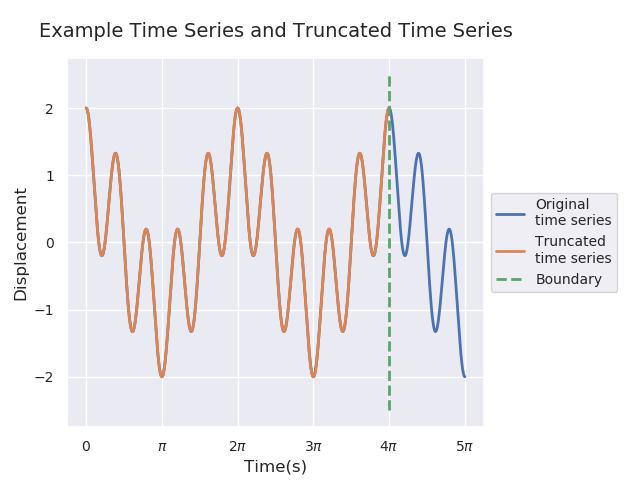 Example Time Series and Truncated Time Series
Displacement
2
1
0
−1
−2
0
π
2π
3π
4π
5π
Time(s)
Original
time series
Truncated
time series
Boundary